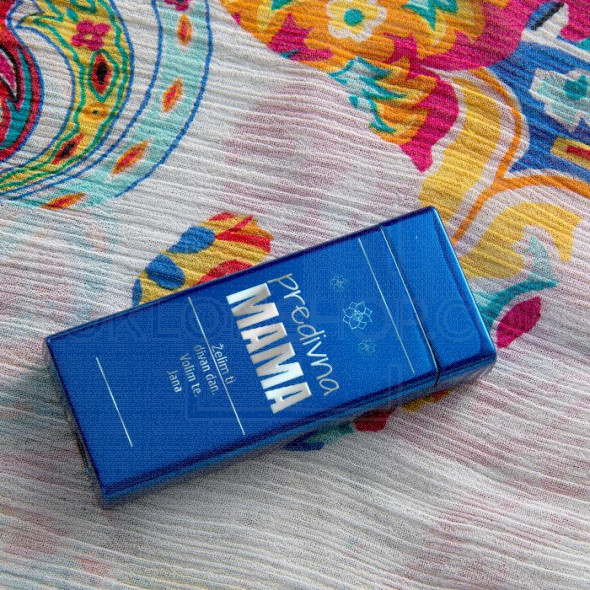 predivna
MAMA
Želim ti
divan dan.
Volim te.
Jana